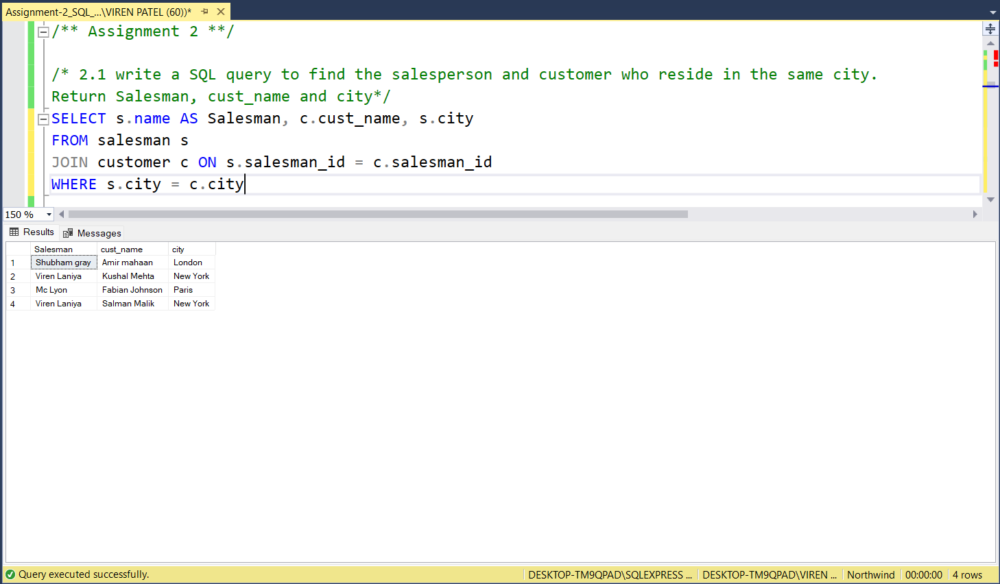 Assignment-2_SQL_...\VIREN PATEL (60))*
/** Assignment 2 **/
/* 2.1 write a SQL query to find the salesperson and customer who reside in the same city.
Return Salesman, cust_name and city*/
SELECT s.name AS Salesman, c.cust_name, s.city
FROM salesman s
JOIN customer c ON s.salesman_id = c.salesman_id
WHERE s.city = c.city
150 %
Results Messages
Salesman cust_name city
1 Shubham gray Amir mahaan London
2 Viren Laniya Kushal Mehta New York
3 Mc Lyon Fabian Johnson Paris
4 Viren Laniya Salman Malik New York
Query executed successfully. DESKTOP-TM9QPAD\SQLEXPRESS ... DESKTOP-TM9QPAD\VIREN ... Northwind 00:00:00 4 rows